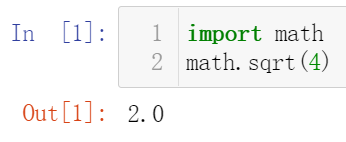 In [1]:
1 import math
2 math.sqrt(4)
Out[1]: 2.0